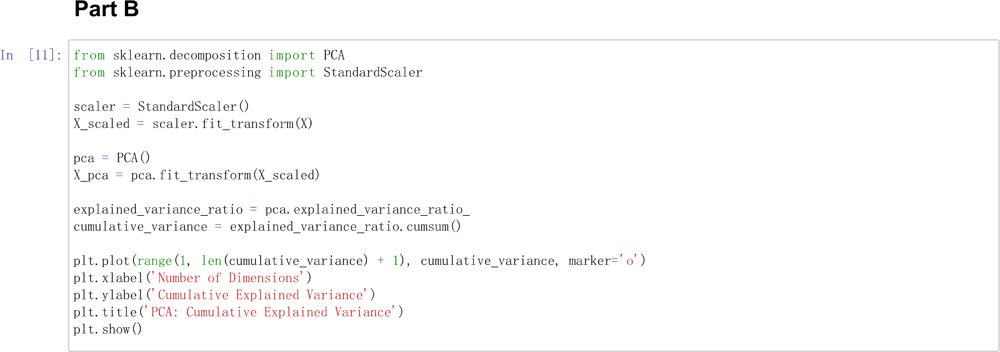 Part B
In [11]:
from sklearn.decomposition import PCA
from sklearn.preprocessing import StandardScaler
scaler = StandardScaler()
X_scaled = scaler.fit_transform(X)
pca = PCA()
X_pca = pca.fit_transform(X_scaled)
explained_variance_ratio = pca.explained_variance_ratio_
cumulative_variance = explained_variance_ratio.cumsum()
plt.plot(range(1, len(cumulative_variance) + 1), cumulative_variance, marker='o')
plt.xlabel('Number of Dimensions')
plt.ylabel('Cumulative Explained Variance')
plt.title('PCA: Cumulative Explained Variance')
plt.show()